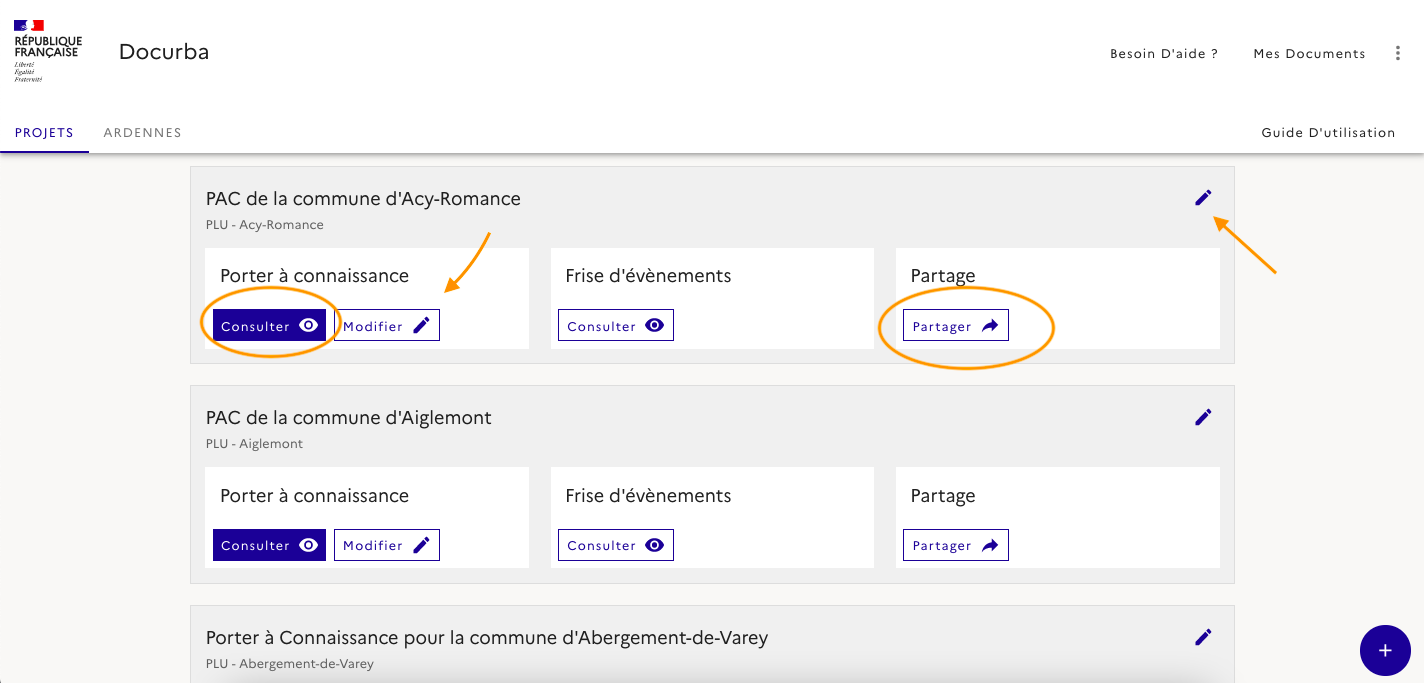 RÉPUBLIQUE
FRANÇAISE
Liberté
Égalité
Fraternité
Docurba
Besoin D'aide ?
Mes Documents
PROJETS
ARDENNES
Guide D'utilisation
PAC de la commune d'Acy-Romance
PLU - Acy-Romance
Porter à connaissance
Frise d'évènements
Partage
Consulter
Modifier
Consulter
Partager
PAC de la commune d'Aiglemont
PLU - Aiglemont
Porter à connaissance
Frise d'évènements
Partage
Consulter
Modifier
Consulter
Partager
Porter à Connaissance pour la commune d'Abergement-de-Varey
PLU - Abergement-de-Varey